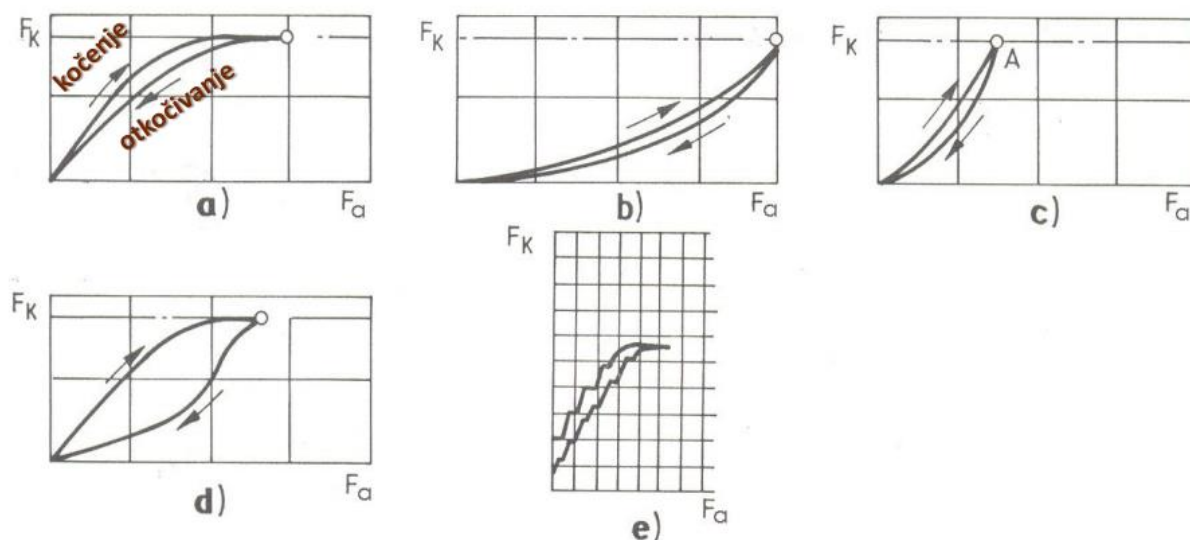 F_K
kočenje
otkočivanje
F_a
a)
F_K
F_a
b)
F_K
A
F_a
c)
F_K
F_a
d)
F_K
F_a
e)